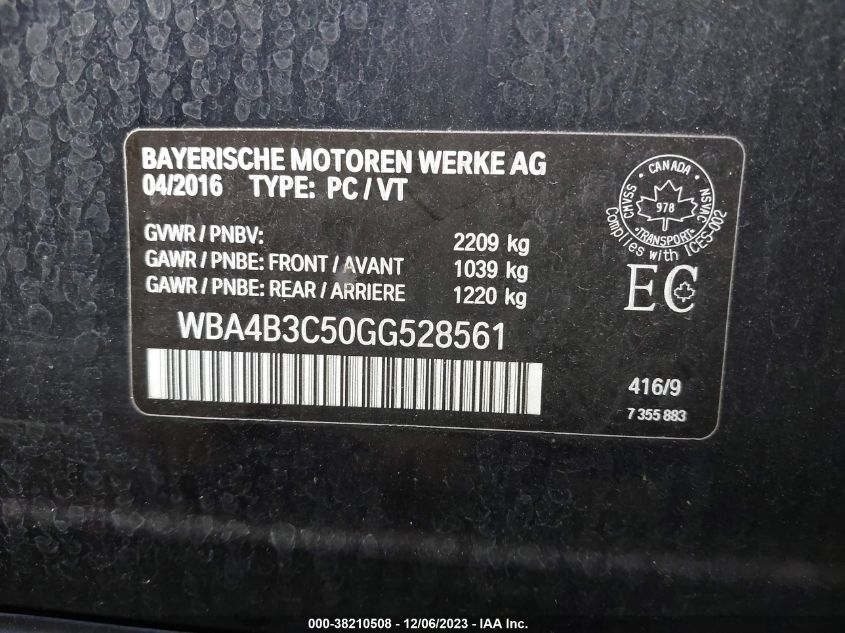 BAYERISCHE MOTOREN WERKE AG
04/2016 TYPE: PC / VT
GVWR / PNBV: 2209 kg
GAWR / PNBE: FRONT / AVANT 1039 kg
GAWR / PNBE: REAR / ARRIERE 1220 kg
WBA4B3C50GG528561
CANADA
CMVSS
NSVAC
978
TRANSPORT
Complies with ICES-002
EC
416/9
7 355 883
000-38210508 - 12/06/2023 - IAA Inc.